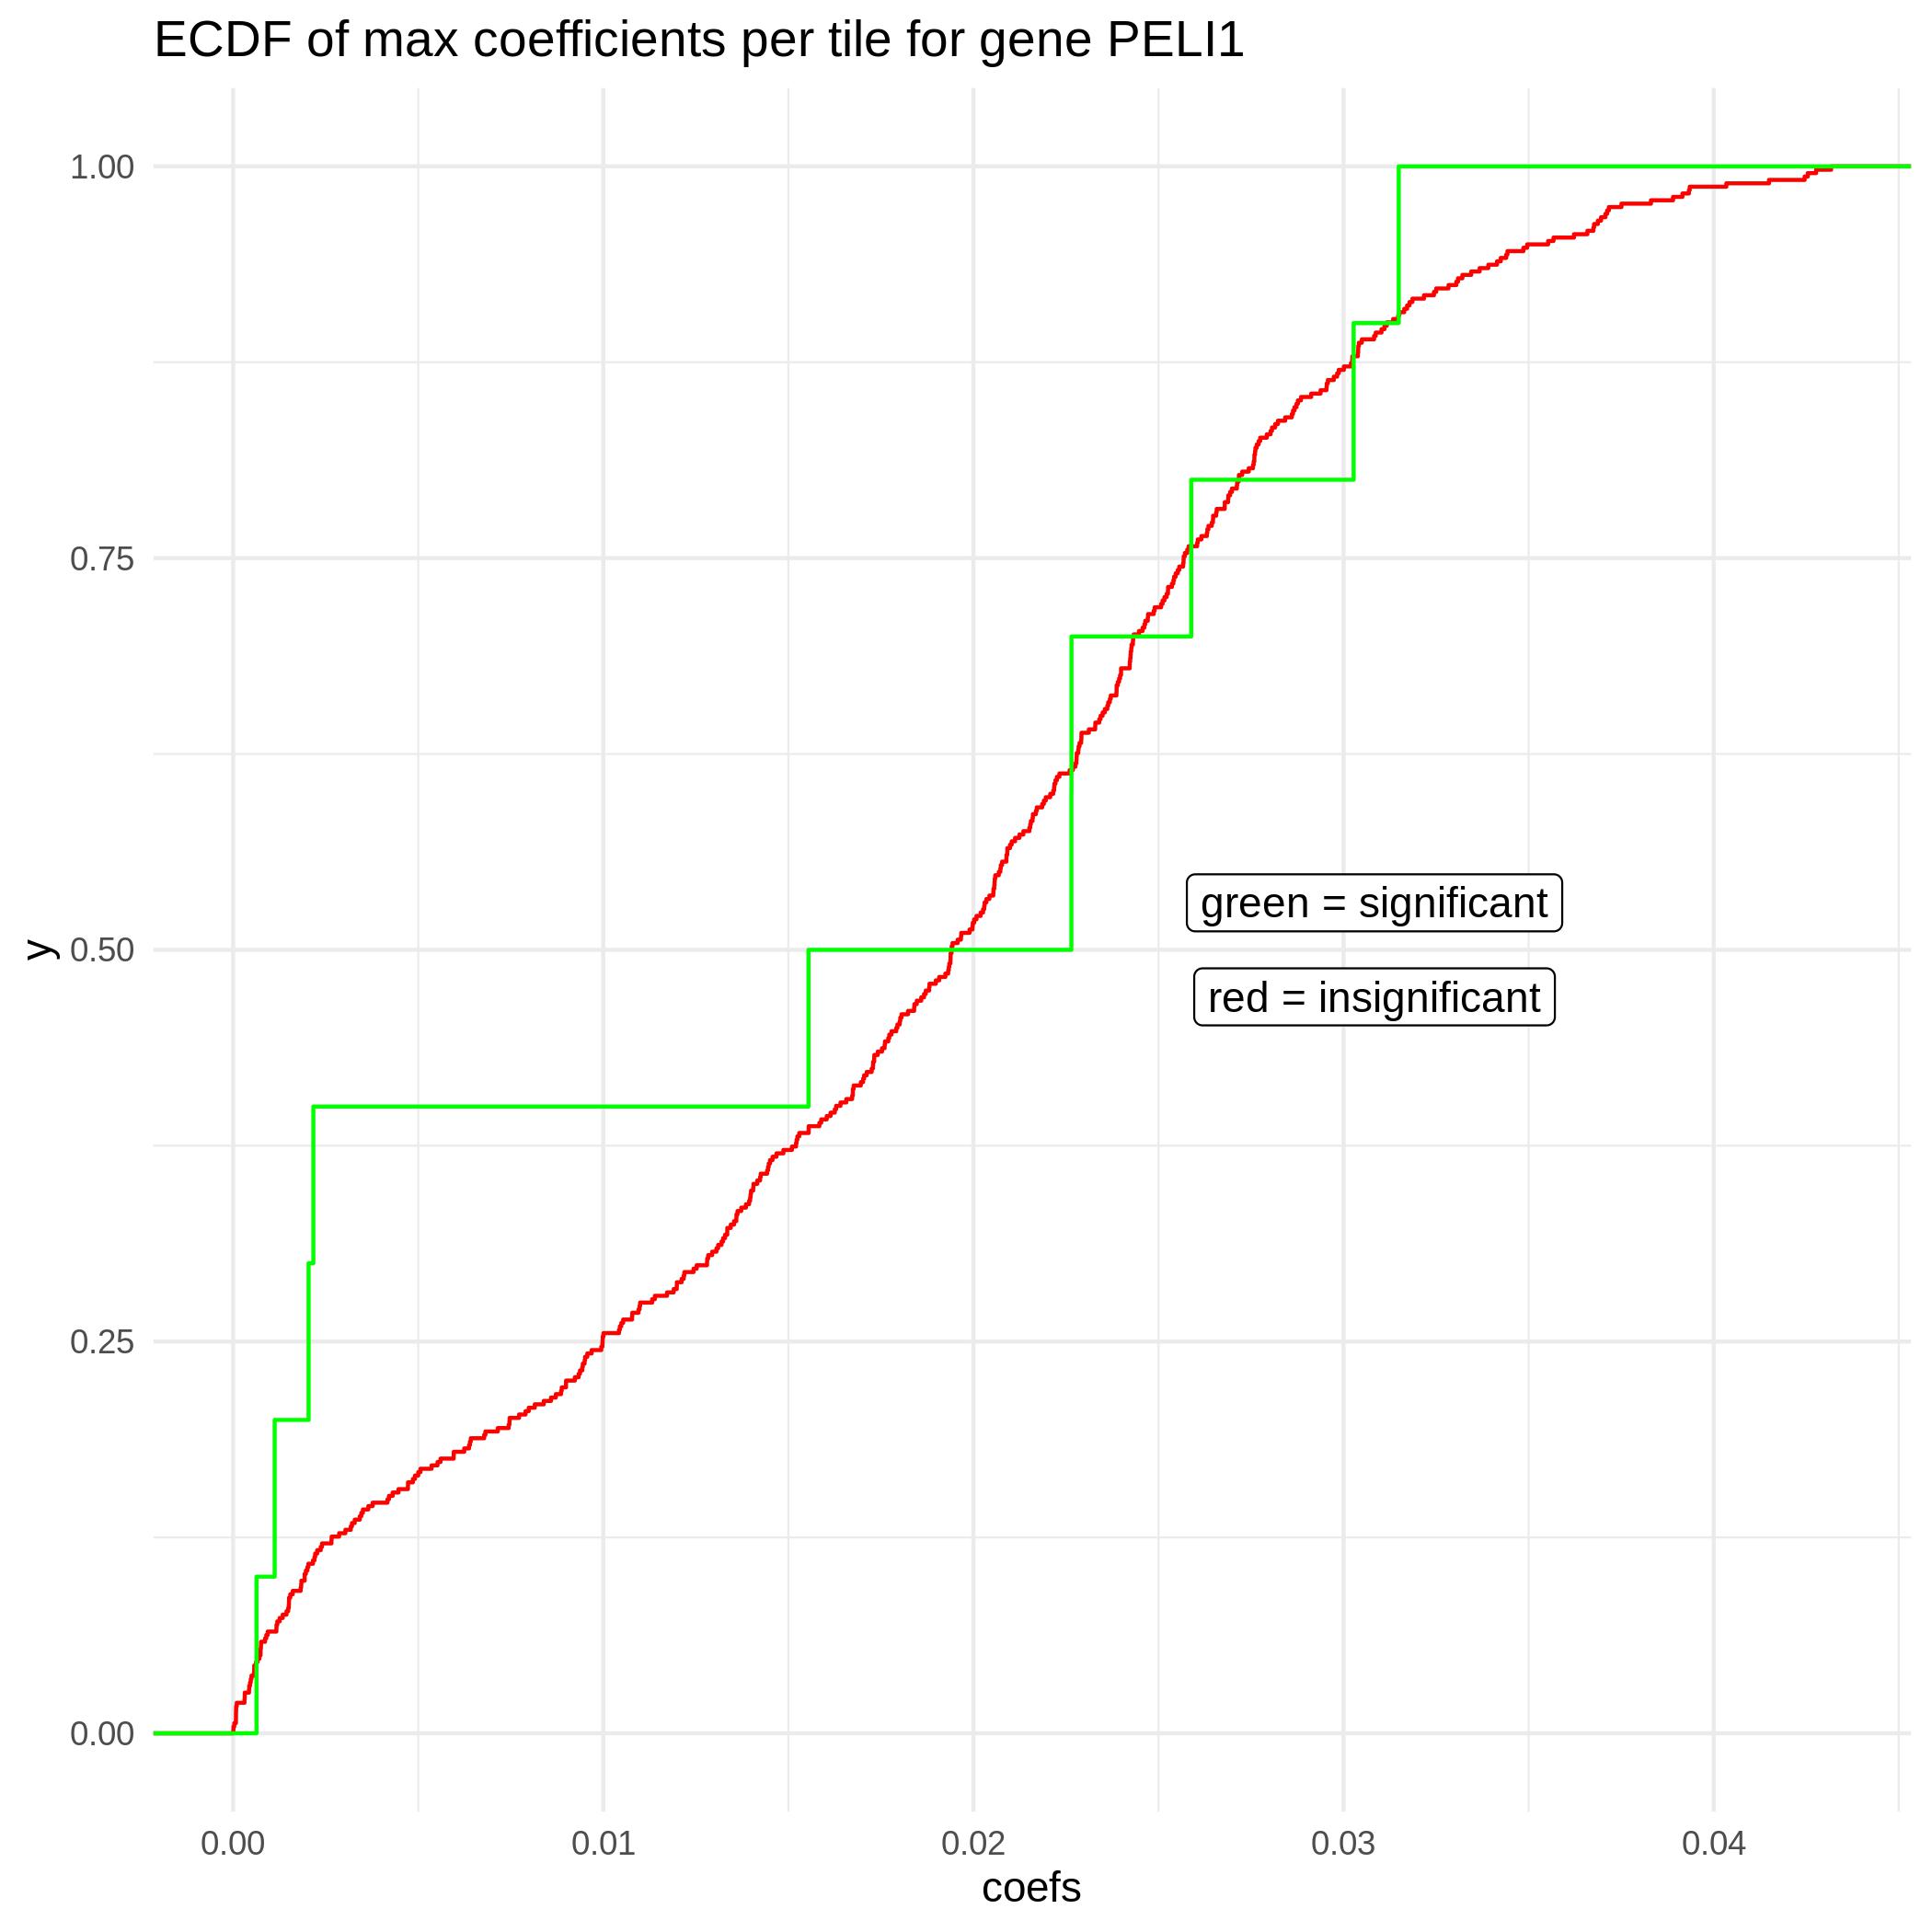 ECDF of max coefficients per tile for gene PELI1
1.00
0.75
0.50
0.25
0.00
y
green = significant
red = insignificant
0.00 0.01 0.02 0.03 0.04
coefs